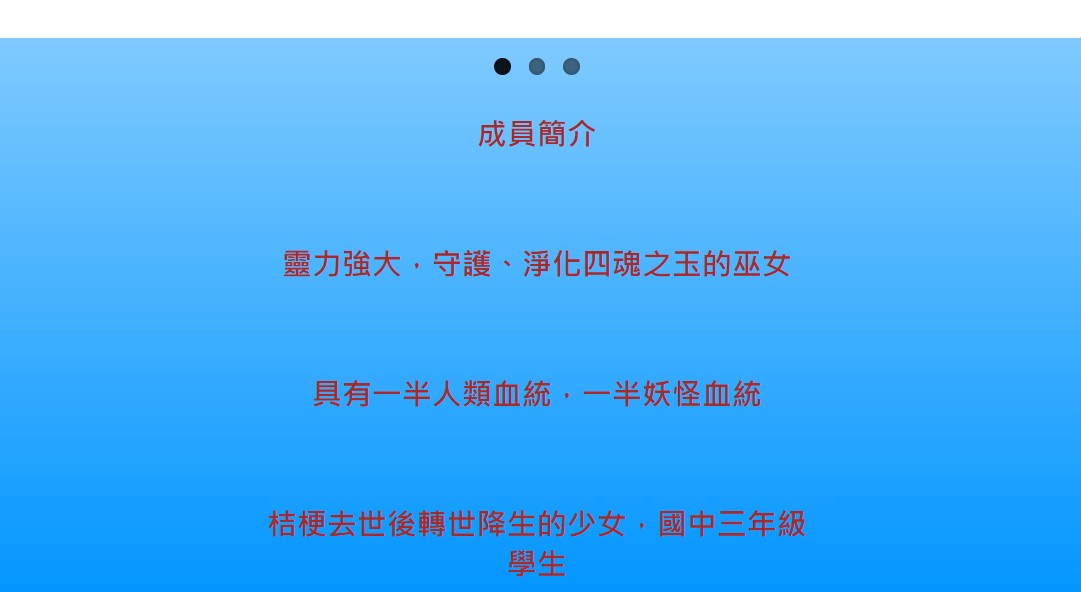 成員簡介
靈力強大，守護、淨化四魂之玉的巫女
具有一半人類血統，一半妖怪血統
桔梗去世後轉世降生的少女，國中三年級
學生